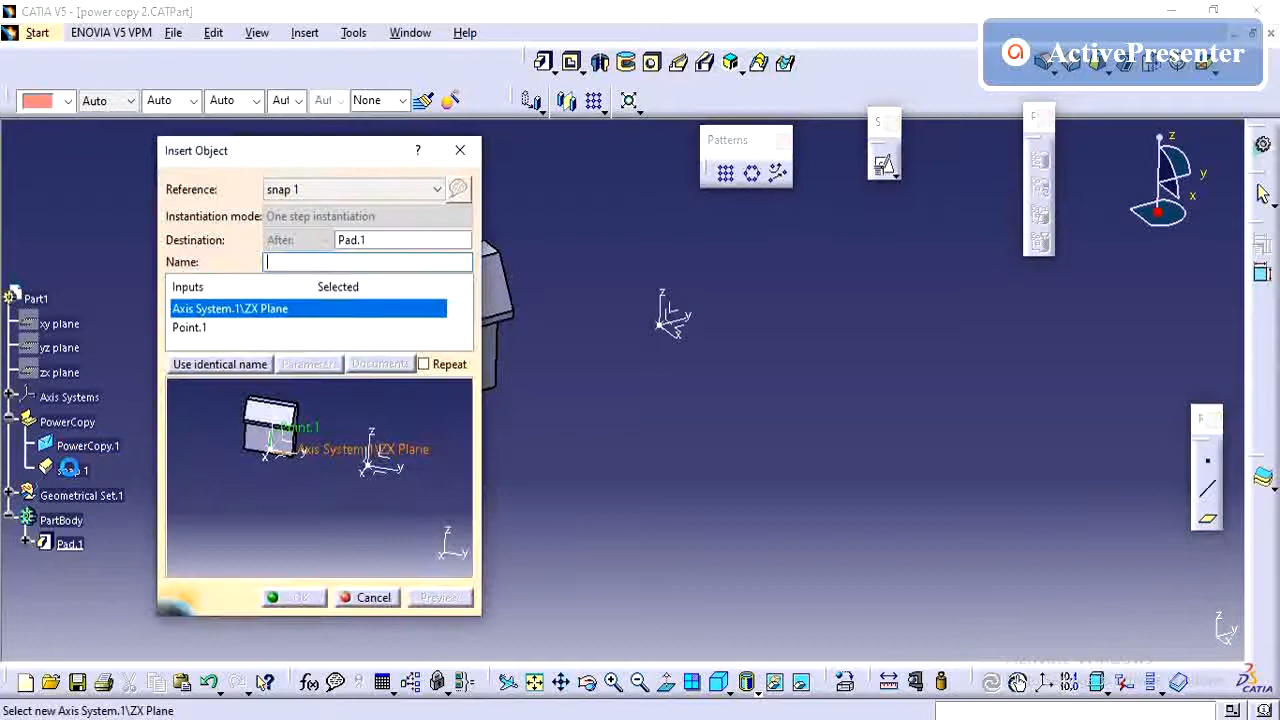 CATIA V5 - [power copy 2.CATPart]
Start ENOVIA V5 VPM File Edit View Insert Tools Window Help
ActivePresenter
Auto Auto Auto Aut Aut None
Insert Object ?
Reference: snap 1
Instantiation mode: One step instantiation
Destination: After: Pad.1
Name:
Inputs Selected
Axis System.1\ZX Plane
Point.1
Use identical name Parameters Documents Repeat
Point.1
Axis System.1\ZX Plane
z
y
x
z
y
x
OK Cancel Preview
Patterns
S
F
z
y
x
z
y
x
Part1
xy plane
yz plane
zx plane
Axis Systems
PowerCopy
PowerCopy.1
snap 1
Geometrical Set.1
PartBody
Pad.1
z
y
x
f(x)
CATIA
Select new Axis System.1\ZX Plane